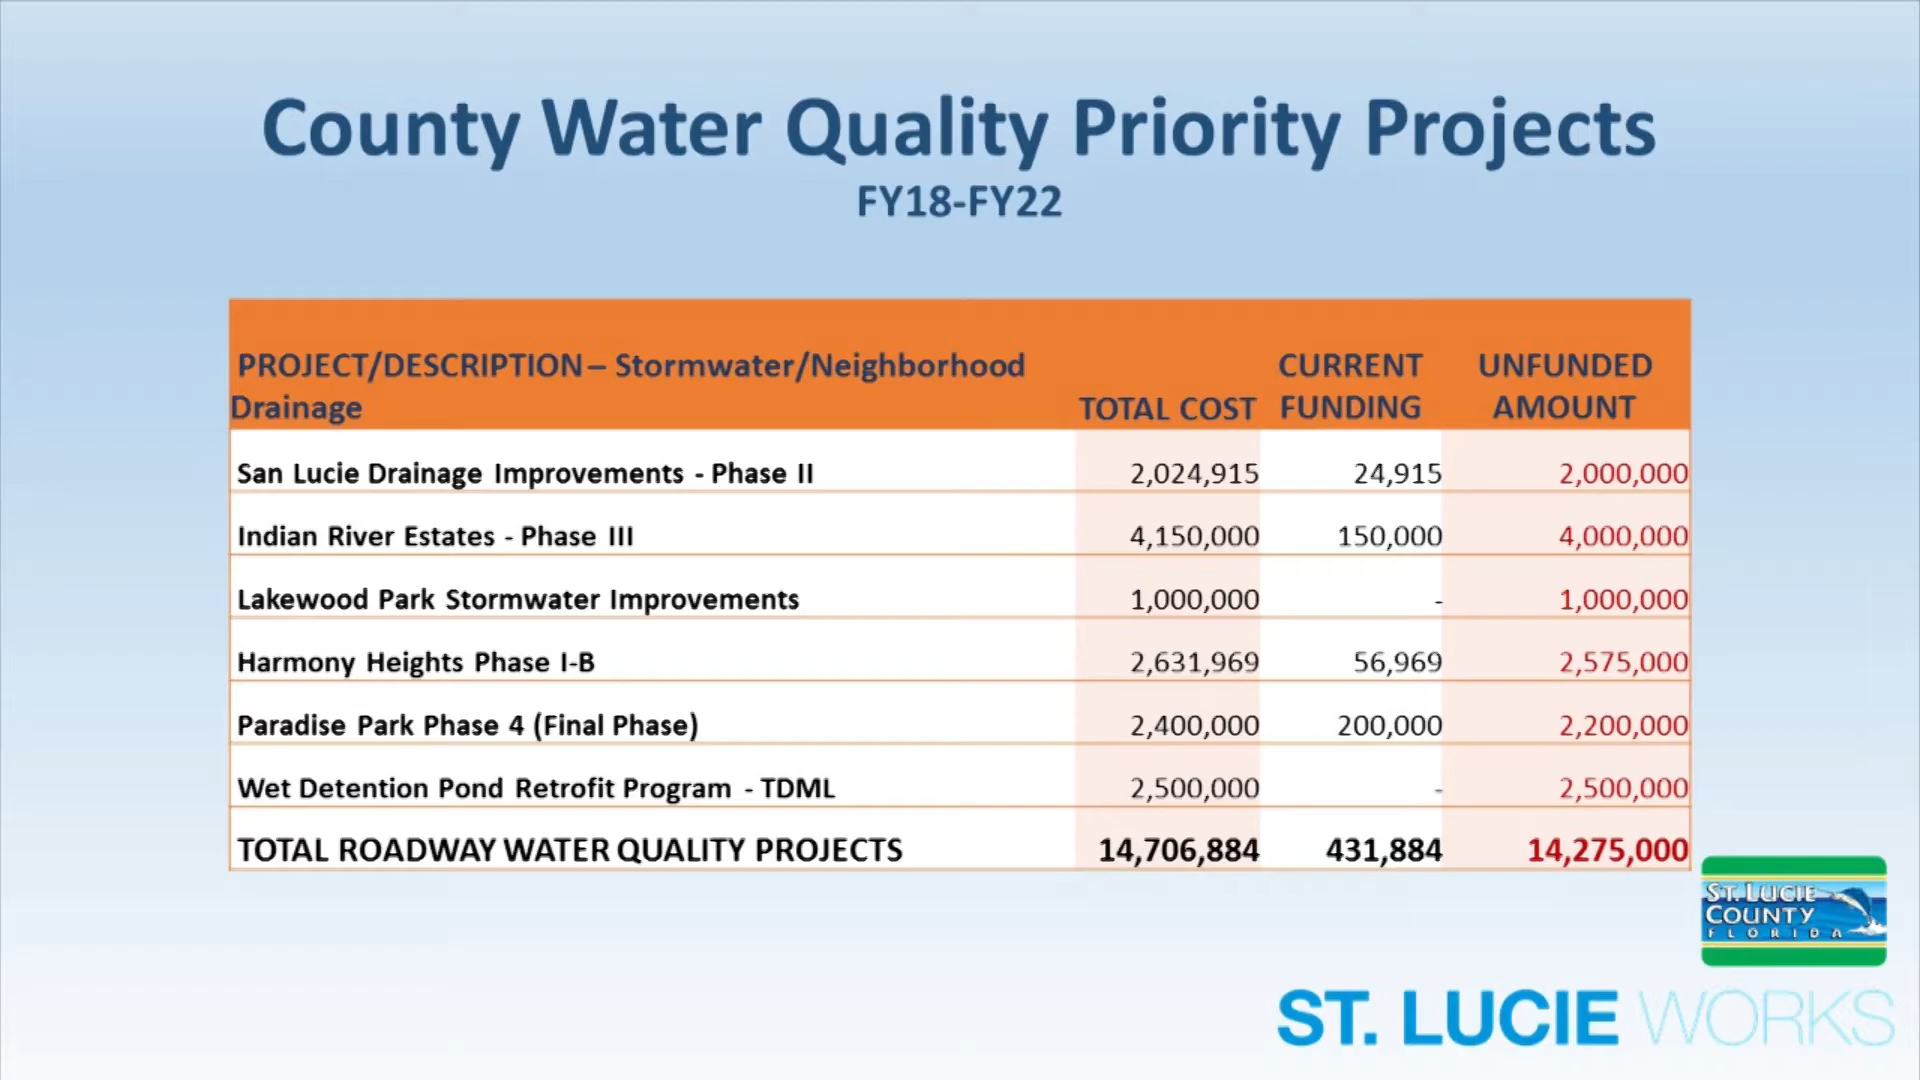 County Water Quality Priority Projects
FY18-FY22
PROJECT/DESCRIPTION – Stormwater/Neighborhood Drainage TOTAL COST CURRENT FUNDING UNFUNDED AMOUNT
San Lucie Drainage Improvements - Phase II 2,024,915 24,915 2,000,000
Indian River Estates - Phase III 4,150,000 150,000 4,000,000
Lakewood Park Stormwater Improvements 1,000,000 - 1,000,000
Harmony Heights Phase I-B 2,631,969 56,969 2,575,000
Paradise Park Phase 4 (Final Phase) 2,400,000 200,000 2,200,000
Wet Detention Pond Retrofit Program - TDML 2,500,000 - 2,500,000
TOTAL ROADWAY WATER QUALITY PROJECTS 14,706,884 431,884 14,275,000
ST. LUCIE
COUNTY
FLORIDA
ST. LUCIE WORKS